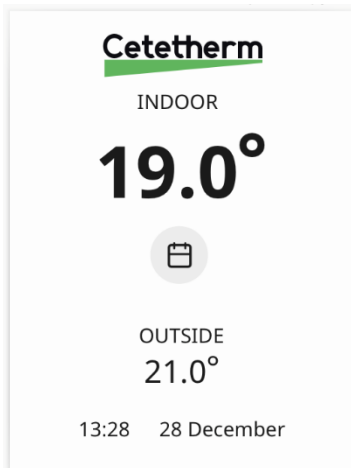 Cetetherm
INDOOR
19.0°
OUTSIDE
21.0°
13:28 28 December